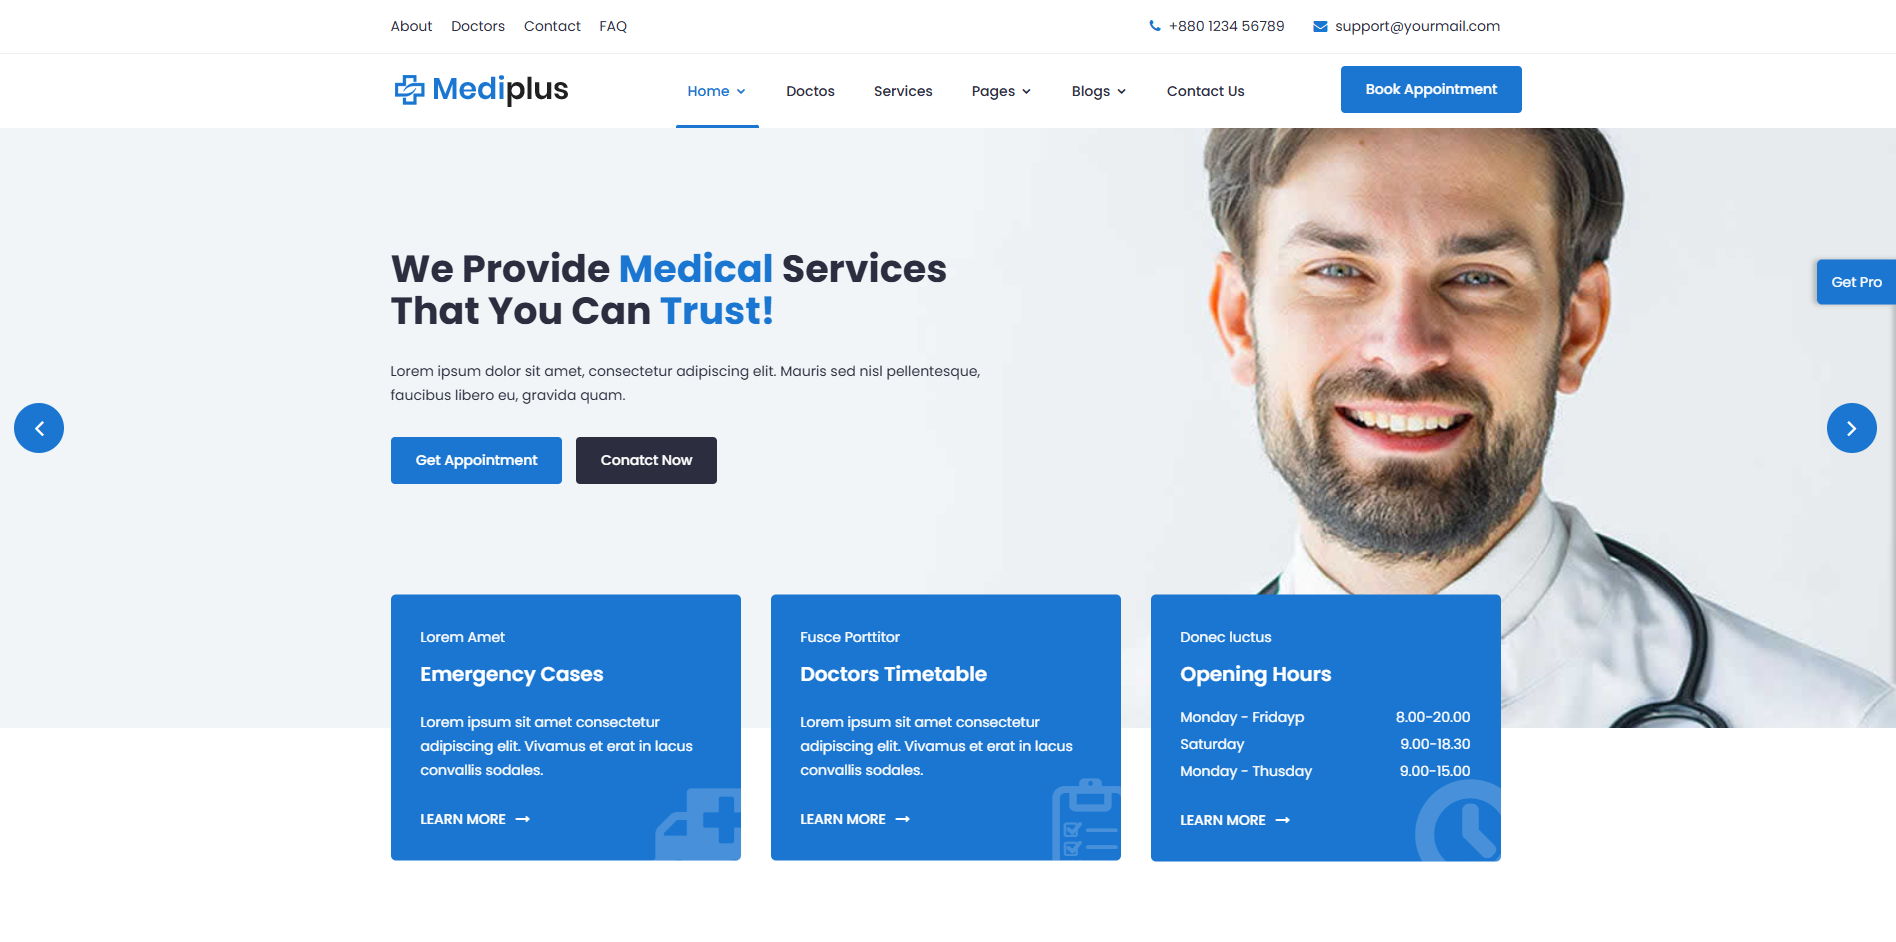 About Doctors Contact FAQ
+880 1234 56789 support@yourmail.com
Mediplus
Home Doctos Services Pages Blogs Contact Us
Book Appointment
We Provide Medical Services
That You Can Trust!
Get Pro
Lorem ipsum dolor sit amet, consectetur adipiscing elit. Mauris sed nisl pellentesque,
faucibus libero eu, gravida quam.
Get Appointment
Conatct Now
Lorem Amet
Emergency Cases
Lorem ipsum sit amet consectetur
adipiscing elit. Vivamus et erat in lacus
convallis sodales.
LEARN MORE
Fusce Porttitor
Doctors Timetable
Lorem ipsum sit amet consectetur
adipiscing elit. Vivamus et erat in lacus
convallis sodales.
LEARN MORE
Donec luctus
Opening Hours
Monday - Fridayp 8.00-20.00
Saturday 9.00-18.30
Monday - Thusday 9.00-15.00
LEARN MORE